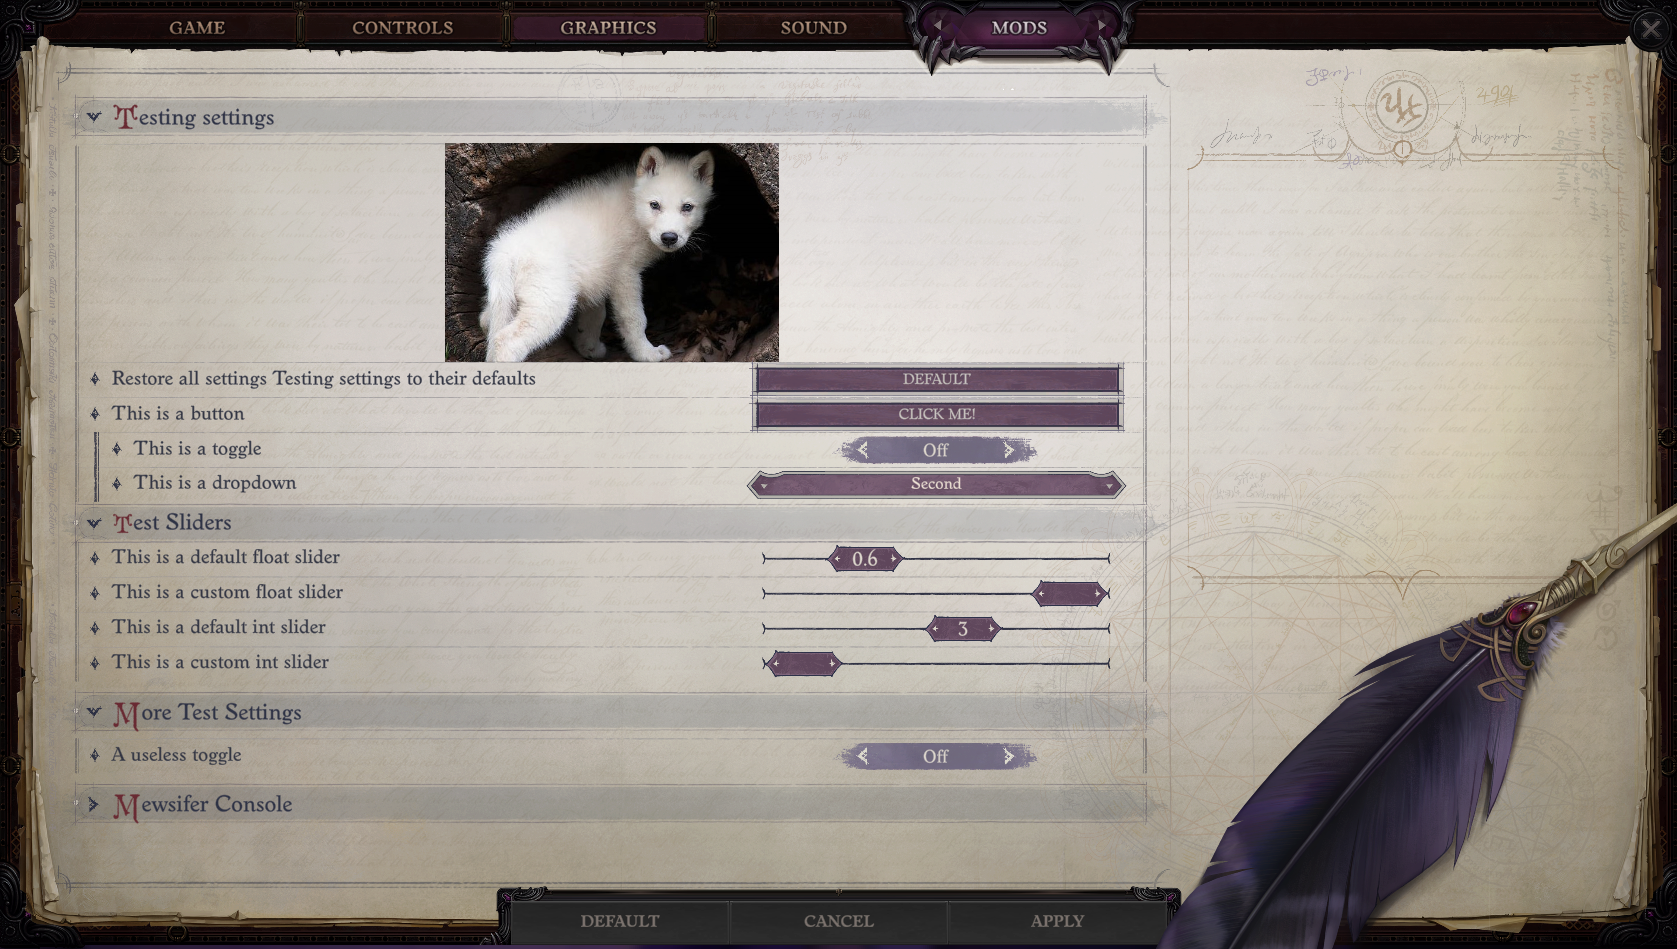 GAME CONTROLS GRAPHICS SOUND MODS
Testing settings
Restore all settings Testing settings to their defaults DEFAULT
This is a button CLICK ME!
This is a toggle Off
This is a dropdown Second
Test Sliders
This is a default float slider 0.6
This is a custom float slider
This is a default int slider 3
This is a custom int slider
More Test Settings
A useless toggle Off
Mewsifer Console
DEFAULT CANCEL APPLY